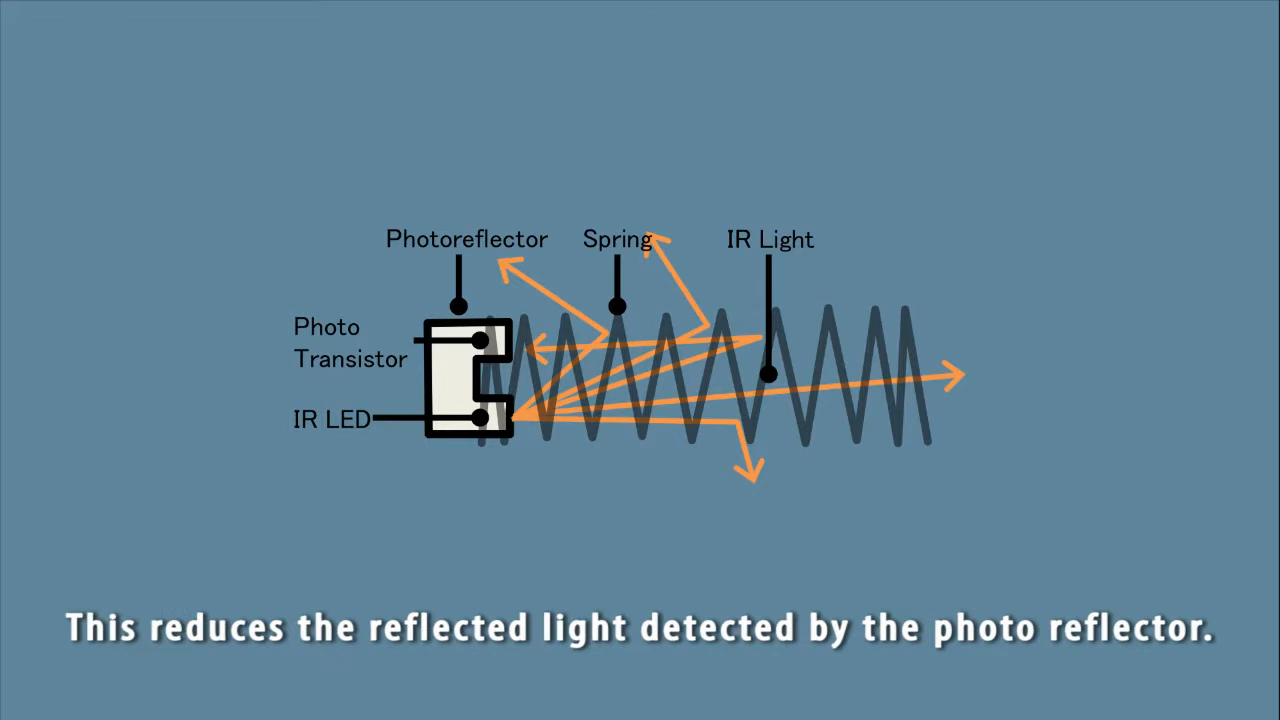 Photoreflector
Spring
IR Light
Photo
Transistor
IR LED
This reduces the reflected light detected by the photo reflector.